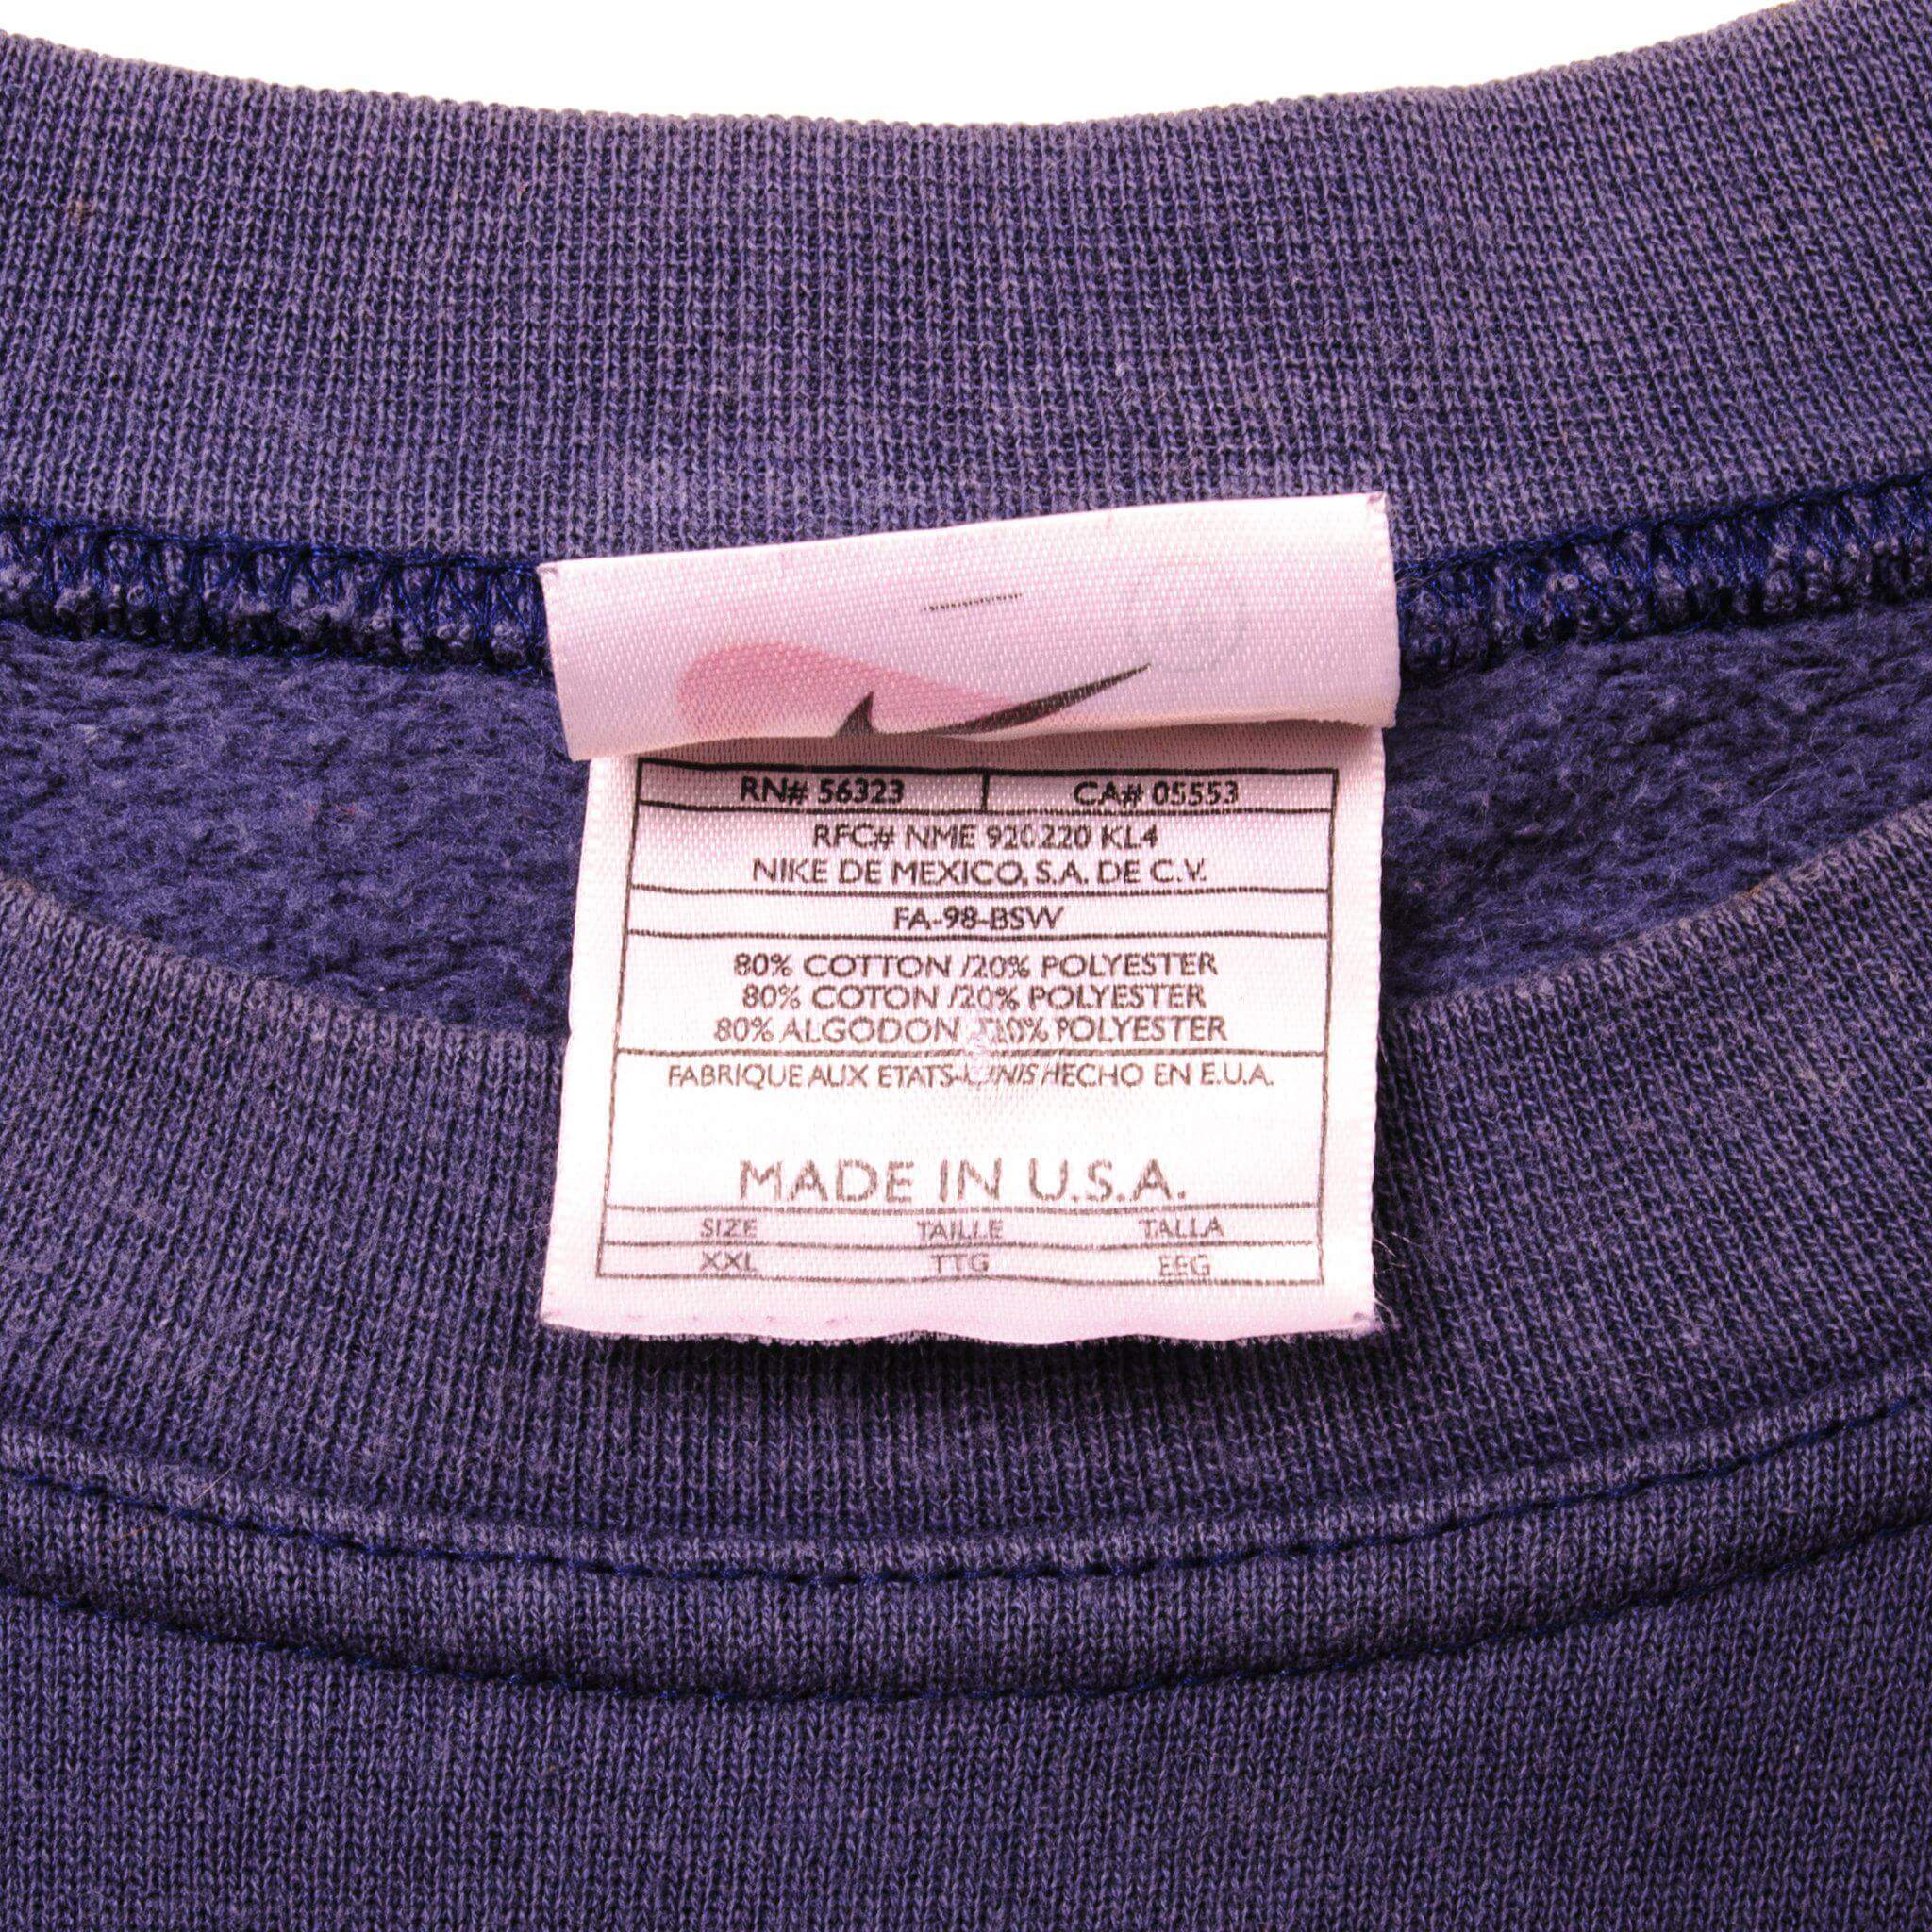 RN# 56323 CA# 05553
RFC# NME 920220 KL4
NIKE DE MEXICO, S.A. DE C.V.
FA-98-BSW
80% COTTON /20% POLYESTER
80% COTON /20% POLYESTER
80% ALGODON /20% POLYESTER
FABRIQUE AUX ETATS-UNIS HECHO EN E.U.A.
MADE IN U.S.A.
SIZE TAILLE TALLA
XXL TTG EEG